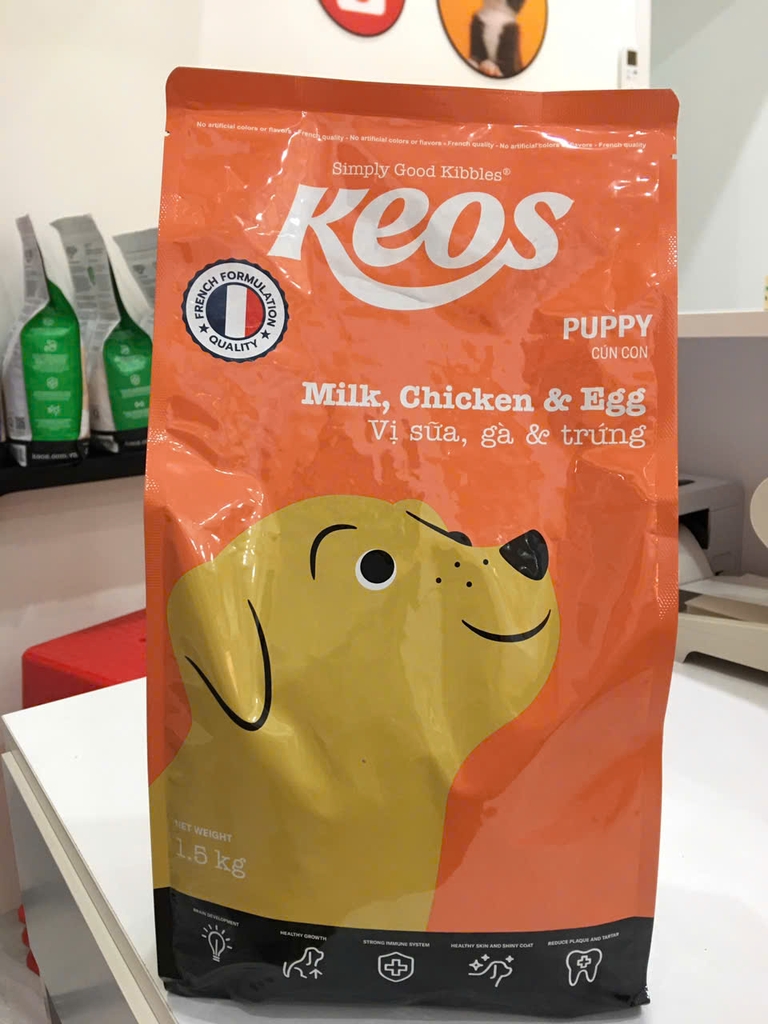 No artificial colors or flavors - French quality - No artificial colors or flavors - French quality - No artificial colors or flavors - French quality
Simply Good Kibbles®
Keos
FRENCH FORMULATION
QUALITY
PUPPY
CÚN CON
Milk, Chicken & Egg
Vị sữa, gà & trứng
NET WEIGHT
1.5 kg
BRAIN DEVELOPMENT
HEALTHY GROWTH
STRONG IMMUNE SYSTEM
HEALTHY SKIN AND SHINY COAT
REDUCE PLAQUE AND TARTAR